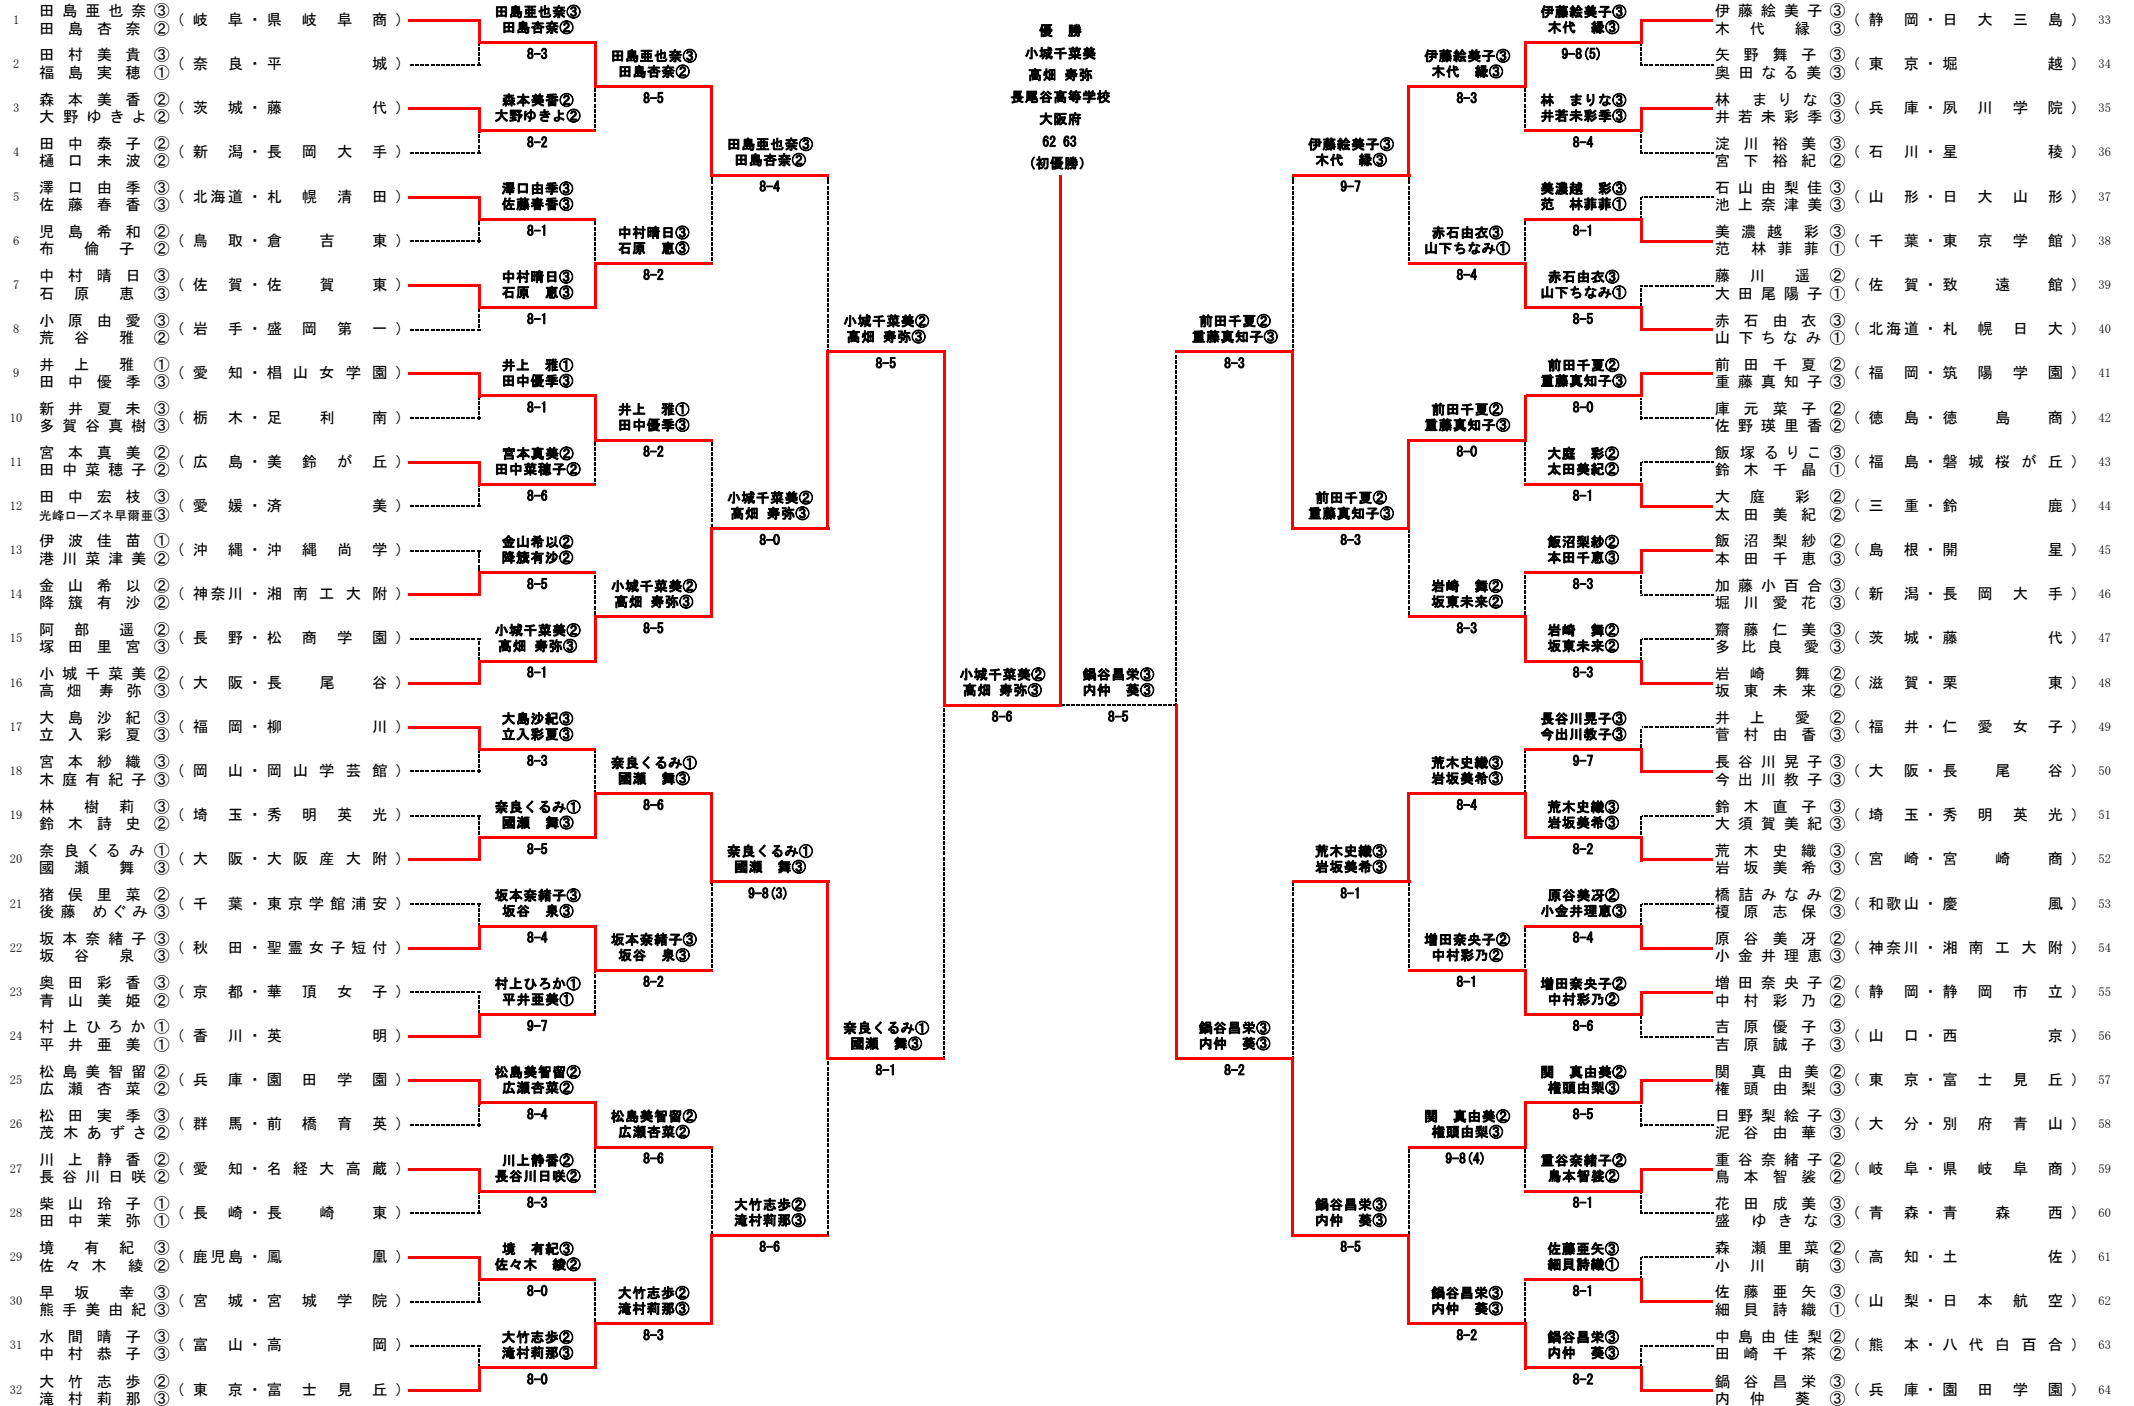 優 勝
小城千菜美
高畑 寿弥
長尾谷高等学校
大阪府
62 63
(初優勝)
1 田島亜也奈③ 田島杏奈② (岐阜・県岐阜商)
2 田村美貴③ 福島実穂① (奈良・平城)
3 森本美香② 大野ゆきよ② (茨城・藤代)
4 田中泰子② 樋口未波② (新潟・長岡大手)
5 澤口由季③ 佐藤春香③ (北海道・札幌清田)
6 児島希和② 布倫子② (鳥取・倉吉東)
7 中村晴日③ 石原恵③ (佐賀・佐賀東)
8 小原由愛③ 荒谷雅② (岩手・盛岡第一)
9 井上雅① 田中優季③ (愛知・椙山女学園)
10 新井夏未③ 多賀谷真樹③ (栃木・足利南)
11 宮本真美② 田中菜穂子② (広島・美鈴が丘)
12 田中宏枝③ 光峰ローズネ早爾亜③ (愛媛・済美)
13 伊波佳苗① 港川菜津美② (沖縄・沖縄尚学)
14 金山希以② 降籏有沙② (神奈川・湘南工大附)
15 阿部遥② 塚田里宮③ (長野・松商学園)
16 小城千菜美② 高畑寿弥③ (大阪・長尾谷)
17 大島沙紀③ 立入彩夏③ (福岡・柳川)
18 宮本紗織③ 木庭有紀子③ (岡山・岡山学芸館)
19 林樹莉③ 鈴木詩史② (埼玉・秀明英光)
20 奈良くるみ① 國瀬舞③ (大阪・大阪産大附)
21 猪俣里菜② 後藤めぐみ③ (千葉・東京学館浦安)
22 坂本奈緒子③ 坂谷泉③ (秋田・聖霊女子短付)
23 奥田彩香③ 青山美姫② (京都・華頂女子)
24 村上ひろか① 平井亜美① (香川・英明)
25 松島美智留② 広瀬杏菜② (兵庫・園田学園)
26 松田実季③ 茂木あずさ② (群馬・前橋育英)
27 川上静香② 長谷川日咲② (愛知・名経大高蔵)
28 柴山玲子① 田中茉弥① (長崎・長崎東)
29 境有紀③ 佐々木綾② (鹿児島・鳳凰)
30 早坂幸③ 熊手美由紀③ (宮城・宮城学院)
31 水間晴子③ 中村恭子③ (富山・高岡)
32 大竹志歩② 滝村莉那③ (東京・富士見丘)
田島亜也奈③ 田島杏奈② 8-3
森本美香② 大野ゆきよ② 8-2
澤口由季③ 佐藤春香③ 8-1
中村晴日③ 石原 恵③ 8-1
井上 雅① 田中優季③ 8-1
宮本真美② 田中菜穂子② 8-6
金山希以② 降籏有沙② 8-5
小城千菜美② 高畑 寿弥③ 8-1
大島沙紀③ 立入彩夏③ 8-3
奈良くるみ① 國瀬 舞③ 8-5
坂本奈緒子③ 坂谷 泉③ 8-4
村上ひろか① 平井亜美① 9-7
松島美智留② 広瀬杏菜② 8-4
川上静香② 長谷川日咲② 8-3
境 有紀③ 佐々木 綾② 8-0
大竹志歩② 滝村莉那③ 8-0
田島亜也奈③ 田島杏奈② 8-5
中村晴日③ 石原 恵③ 8-2
井上 雅① 田中優季③ 8-2
小城千菜美② 高畑 寿弥③ 8-5
奈良くるみ① 國瀬 舞③ 8-6
坂本奈緒子③ 坂谷 泉③ 8-2
松島美智留② 広瀬杏菜② 8-6
大竹志歩② 滝村莉那③ 8-3
田島亜也奈③ 田島杏奈② 8-4
小城千菜美② 高畑 寿弥③ 8-0
奈良くるみ① 國瀬 舞③ 9-8(3)
大竹志歩② 滝村莉那③ 8-6
小城千菜美② 高畑 寿弥③ 8-5
奈良くるみ① 國瀬 舞③ 8-1
小城千菜美② 高畑 寿弥③ 8-6
鍋谷昌栄③ 内仲 葵③ 8-5
前田千夏② 重藤真知子③ 8-3
鍋谷昌栄③ 内仲 葵③ 8-2
伊藤絵美子③ 木代 縁③ 9-7
前田千夏② 重藤真知子③ 8-3
荒木史織③ 岩坂美希③ 8-1
鍋谷昌栄③ 内仲 葵③ 8-5
伊藤絵美子③ 木代 縁③ 8-3
赤石由衣③ 山下ちなみ① 8-4
前田千夏② 重藤真知子③ 8-0
岩崎 舞② 坂東未来② 8-3
荒木史織③ 岩坂美希③ 8-4
増田奈央子② 中村彩乃② 8-1
関 真由美② 権頭由梨③ 9-8(4)
鍋谷昌栄③ 内仲 葵③ 8-2
伊藤絵美子③ 木代 縁③ 9-8(5)
林 まりな③ 井若未彩季③ 8-4
美濃越 彩③ 范 林菲菲① 8-1
赤石由衣③ 山下ちなみ① 8-5
前田千夏② 重藤真知子③ 8-0
大庭 彩② 太田美紀② 8-1
飯沼梨紗② 本田千恵③ 8-3
岩崎 舞② 坂東未来② 8-3
長谷川晃子③ 今出川教子③ 9-7
荒木史織③ 岩坂美希③ 8-2
原谷美冴② 小金井理恵③ 8-4
増田奈央子② 中村彩乃② 8-6
関 真由美② 権頭由梨③ 8-5
重谷奈緒子② 鳥本智裟② 8-1
佐藤亜矢③ 細貝詩織① 8-1
鍋谷昌栄③ 内仲 葵③ 8-2
伊藤絵美子③ 木代縁③ (静岡・日大三島) 33
矢野舞子③ 奥田なる美③ (東京・堀越) 34
林まりな③ 井若未彩季③ (兵庫・夙川学院) 35
淀川裕美③ 宮下裕紀② (石川・星稜) 36
石山由梨佳③ 池上奈津美③ (山形・日大山形) 37
美濃越彩③ 范林菲菲① (千葉・東京学館) 38
藤川遥② 大田尾陽子① (佐賀・致遠館) 39
赤石由衣③ 山下ちなみ① (北海道・札幌日大) 40
前田千夏② 重藤真知子③ (福岡・筑陽学園) 41
庫元菜子② 佐野瑛里香② (徳島・徳島商) 42
飯塚るりこ③ 鈴木千晶① (福島・磐城桜が丘) 43
大庭彩② 太田美紀② (三重・鈴鹿) 44
飯沼梨紗② 本田千恵③ (島根・開星) 45
加藤小百合③ 堀川愛花③ (新潟・長岡大手) 46
齋藤仁美③ 多比良愛③ (茨城・藤代) 47
岩崎舞② 坂東未来② (滋賀・栗東) 48
井上愛② 菅村由香③ (福井・仁愛女子) 49
長谷川晃子③ 今出川教子③ (大阪・長尾谷) 50
鈴木直子③ 大須賀美紀③ (埼玉・秀明英光) 51
荒木史織③ 岩坂美希③ (宮崎・宮崎商) 52
橋詰みなみ② 榎原志保③ (和歌山・慶風) 53
原谷美冴② 小金井理恵③ (神奈川・湘南工大附) 54
増田奈央子② 中村彩乃② (静岡・静岡市立) 55
吉原優子③ 吉原誠子③ (山口・西京) 56
関真由美② 権頭由梨③ (東京・富士見丘) 57
日野梨絵子③ 泥谷由華③ (大分・別府青山) 58
重谷奈緒子② 鳥本智裟② (岐阜・県岐阜商) 59
花田成美③ 盛ゆきな③ (青森・青森西) 60
森瀬里菜② 小川萌③ (高知・土佐) 61
佐藤亜矢③ 細貝詩織① (山梨・日本航空) 62
中島由佳梨② 田崎千茶② (熊本・八代白百合) 63
鍋谷昌栄③ 内仲葵③ (兵庫・園田学園) 64